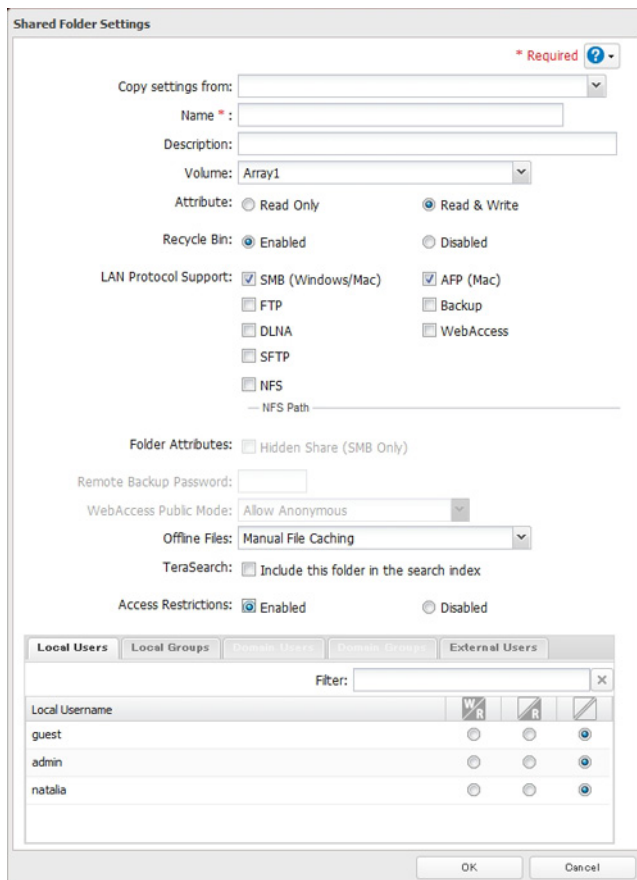 Shared Folder Settings
* Required
Copy settings from:
Name * :
Description:
Volume: Array1
Attribute: Read Only Read & Write
Recycle Bin: Enabled Disabled
LAN Protocol Support: SMB (Windows/Mac) AFP (Mac)
FTP Backup
DLNA WebAccess
SFTP
NFS
NFS Path
Folder Attributes: Hidden Share (SMB Only)
Remote Backup Password:
WebAccess Public Mode: Allow Anonymous
Offline Files: Manual File Caching
TeraSearch: Include this folder in the search index
Access Restrictions: Enabled Disabled
Local Users Local Groups Domain Users Domain Groups External Users
Filter:
Local Username W/R R
guest
admin
natalia
OK Cancel